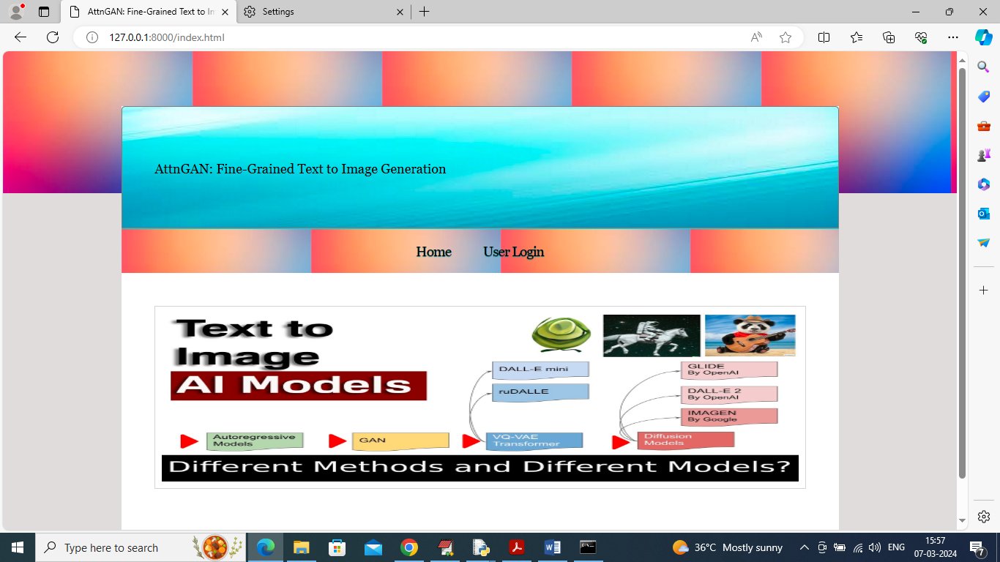 AttnGAN: Fine-Grained Text to In
Settings
127.0.0.1:8000/index.html
AttnGAN: Fine-Grained Text to Image Generation
Home User Login
Text to
Image
AI Models
DALL-E mini
ruDALLE
GLIDE
By OpenAI
DALL-E 2
By OpenAI
IMAGEN
By Google
Autoregressive
Models
GAN
VQ-VAE
Transformer
Diffusion
Models
Different Methods and Different Models?
Type here to search
36°C Mostly sunny
ENG
15:57
07-03-2024
7